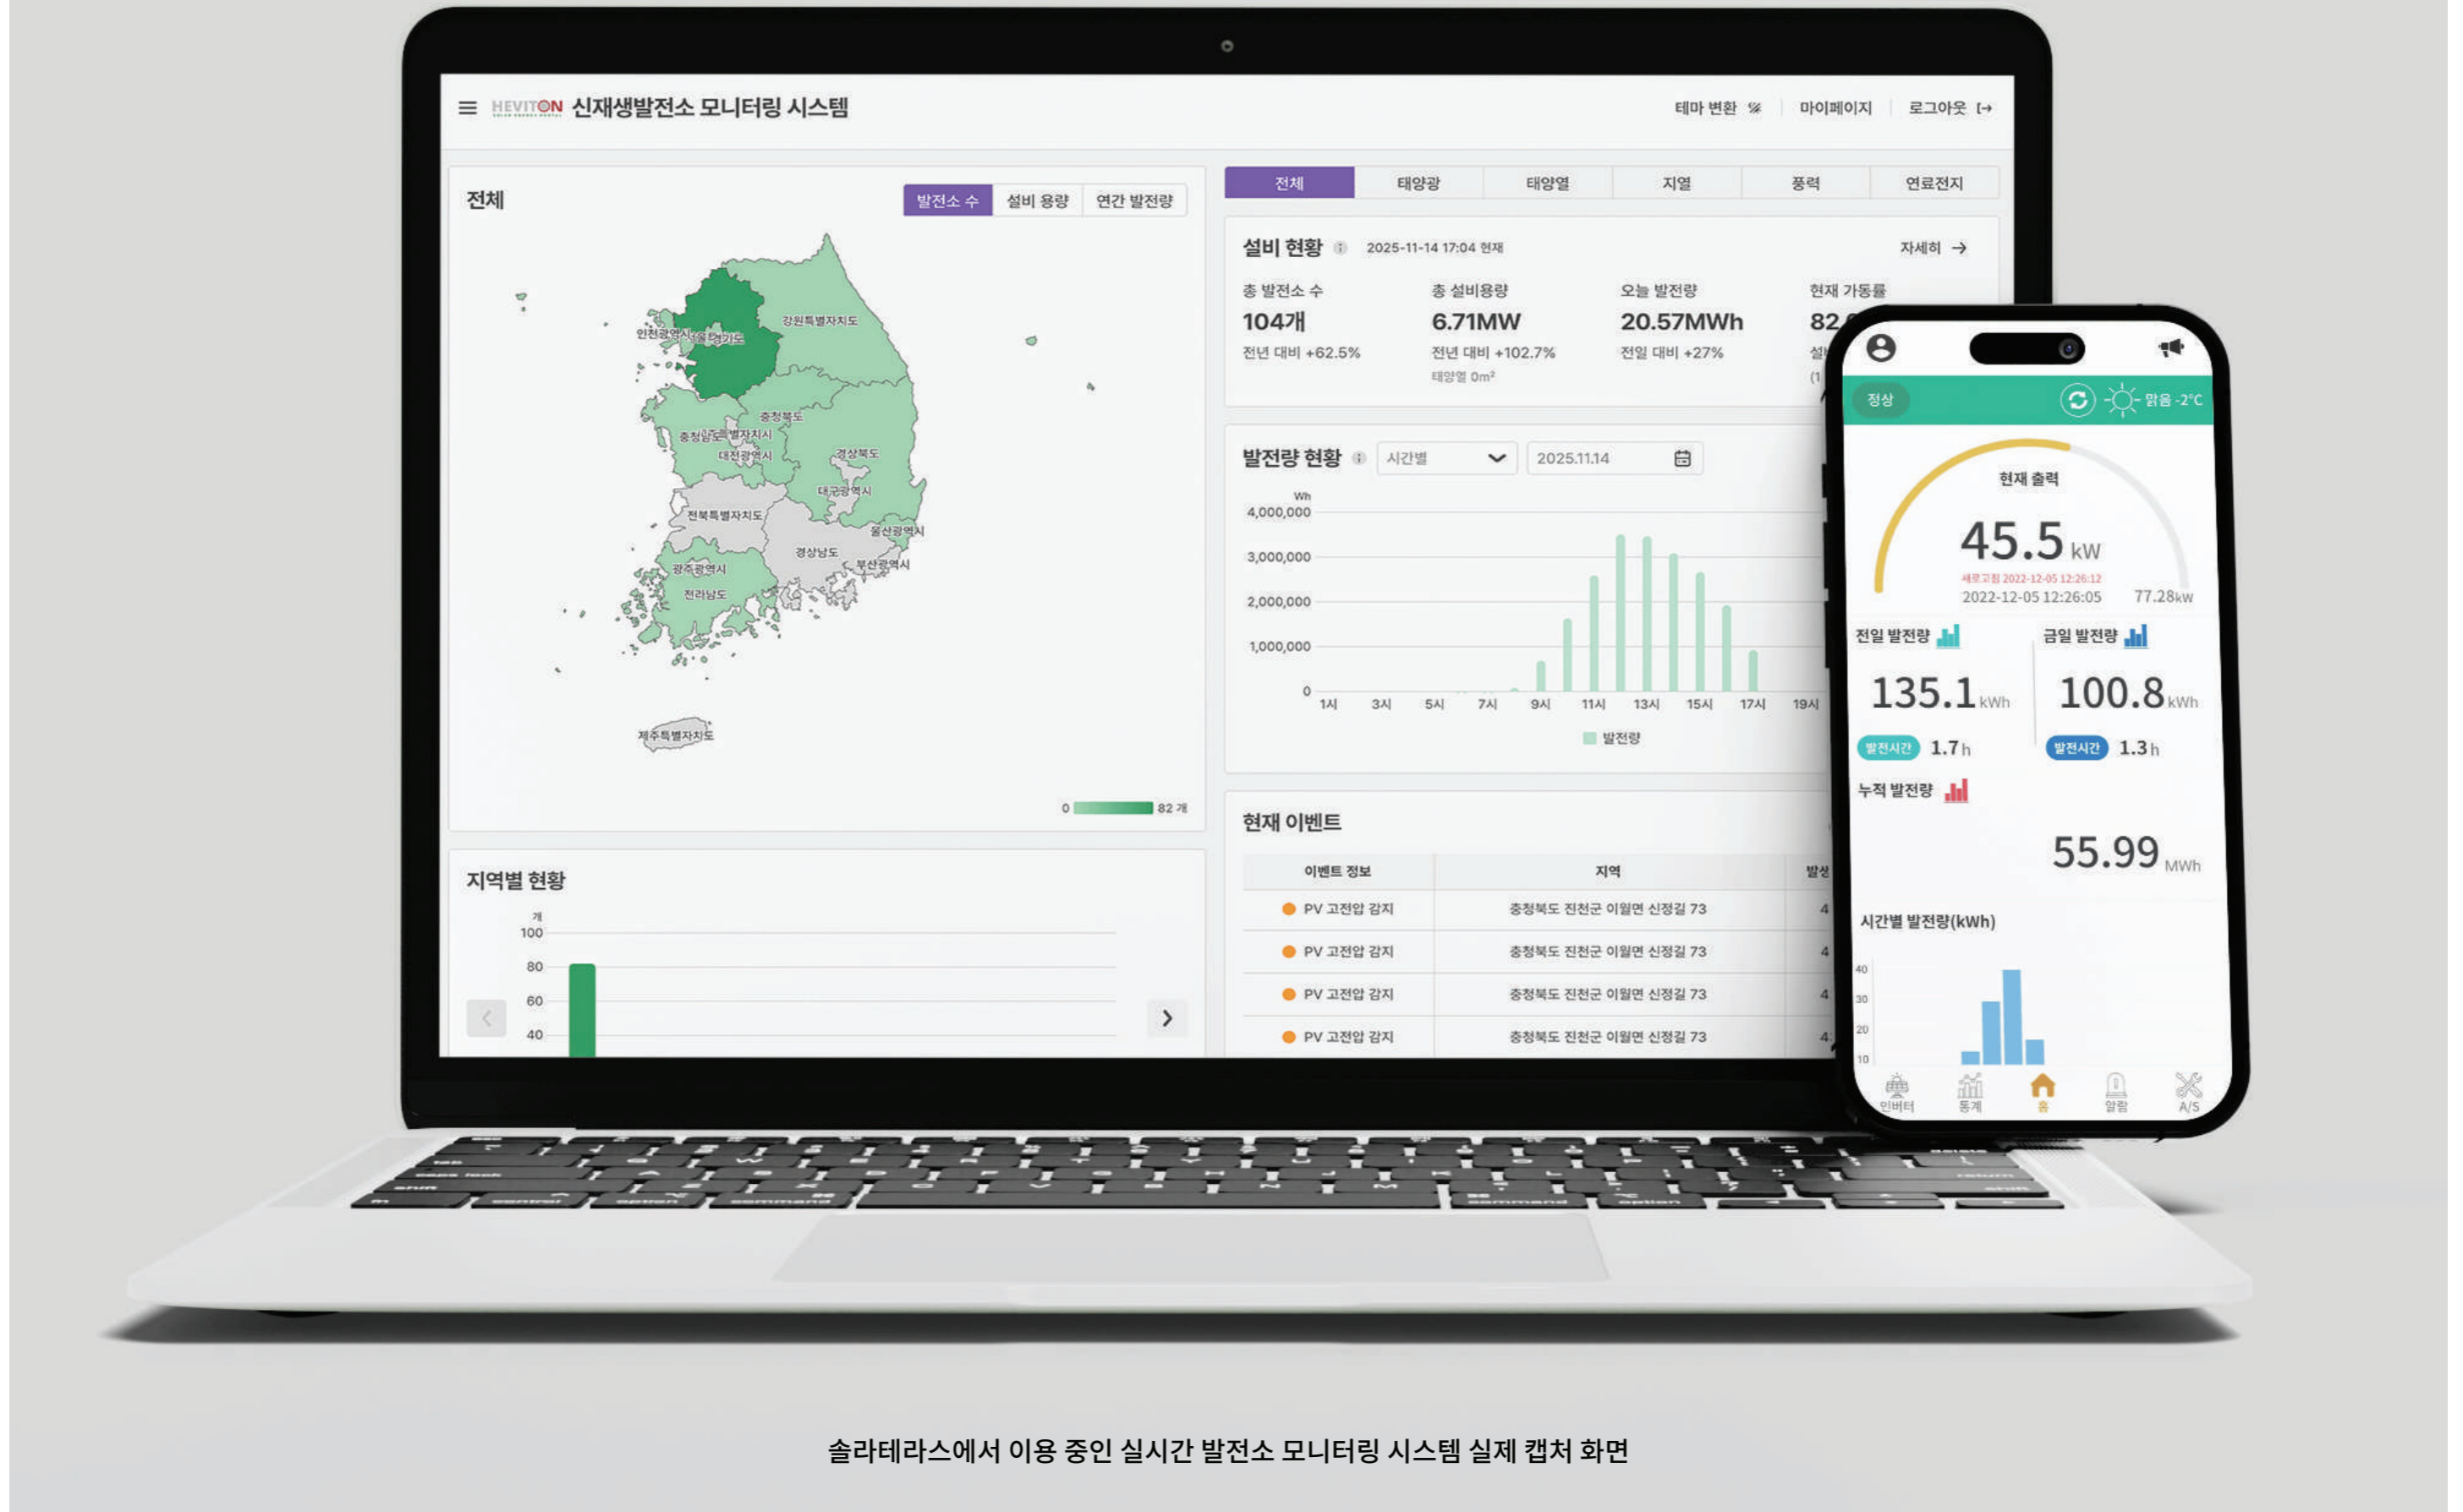 HEVITON 신재생발전소 모니터링 시스템
테마 변환
마이페이지
로그아웃
전체
발전소 수
설비 용량
연간 발전량
강원특별자치도
인천광역시
경기도
충청북도
대전광역시
경상북도
대구광역시
전북특별자치도
울산광역시
경상남도
부산광역시
광주광역시
전라남도
제주특별자치도
0
82 개
지역별 현황
개
100
80
60
40
전체
태양광
태양열
지열
풍력
연료전지
설비 현황
2025-11-14 17:04 현재
자세히 →
총 발전소 수
104개
전년 대비 +62.5%
총 설비용량
6.71MW
전년 대비 +102.7%
태양열 0m²
오늘 발전량
20.57MWh
전일 대비 +27%
현재 가동률
82
발전량 현황
시간별
2025.11.14
Wh
4,000,000
3,000,000
2,000,000
1,000,000
0
1시 3시 5시 7시 9시 11시 13시 15시 17시 19시
발전량
현재 이벤트
이벤트 정보 지역
PV 고전압 감지 충청북도 진천군 이월면 신정길 73 4
PV 고전압 감지 충청북도 진천군 이월면 신정길 73 4
PV 고전압 감지 충청북도 진천군 이월면 신정길 73 4
PV 고전압 감지 충청북도 진천군 이월면 신정길 73 4
정상
맑음 -2°C
현재 출력
45.5 kW
새로고침 2022-12-05 12:26:12
2022-12-05 12:26:05
77.28kW
전일 발전량
135.1 kWh
발전시간 1.7 h
금일 발전량
100.8 kWh
발전시간 1.3 h
누적 발전량
55.99 MWh
시간별 발전량(kWh)
40
30
20
10
인버터
통계
홈
알람
A/S
솔라테라스에서 이용 중인 실시간 발전소 모니터링 시스템 실제 캡처 화면